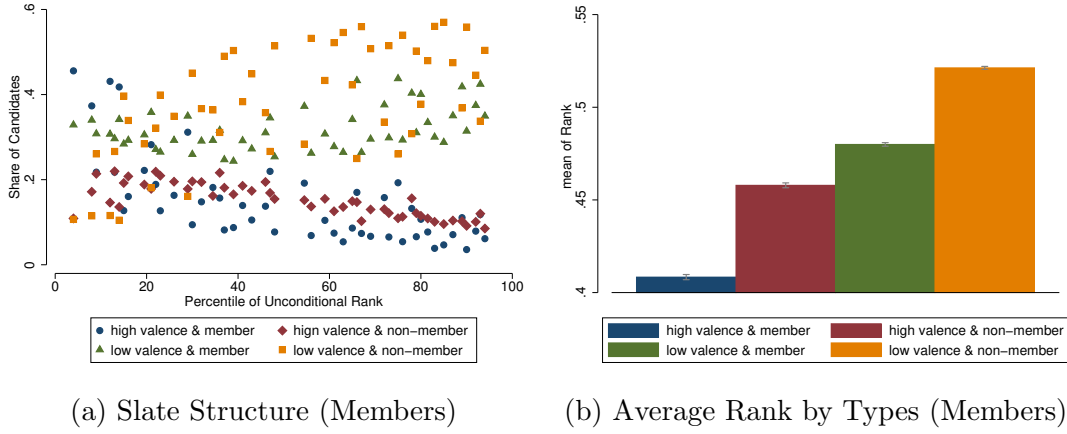 .6
.4
.2
0
Share of Candidates
0 20 40 60 80 100
Percentile of Unconditional Rank
high valence & member hign valence & non-member
low valence & member low valence & non-member
(a) Slate Structure (Members)
.55
.5
.45
.4
mean of Rank
high valence & member high valence & non-member
low valence & member low valence & non-member
(b) Average Rank by Types (Members)